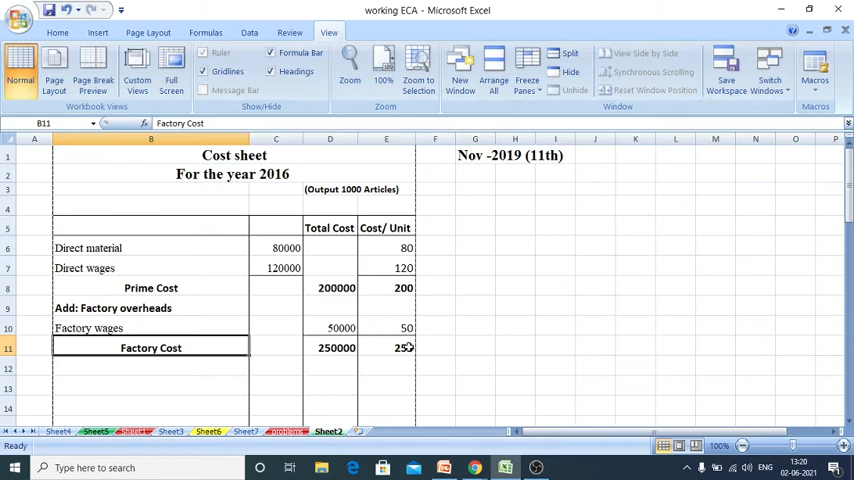 working ECA - Microsoft Excel
Home Insert Page Layout Formulas Data Review View
Ruler Formula Bar
Gridlines Headings
Message Bar
Normal Page Layout Page Break Preview Custom Views Full Screen
Zoom 100% Zoom to Selection
New Window Arrange All Freeze Panes
Split
Hide
Unhide
View Side by Side
Synchronous Scrolling
Reset Window Position
Save Workspace Switch Windows Macros
Workbook Views Show/Hide Zoom Window Macros
B11 fx Factory Cost
A B C D E F G H I J K L M N O P
1 Cost sheet Nov -2019 (11th)
2 For the year 2016
3 (Output 1000 Articles)
4
5 Total Cost Cost/ Unit
6 Direct material 80000 80
7 Direct wages 120000 120
8 Prime Cost 200000 200
9 Add: Factory overheads
10 Factory wages 50000 50
11 Factory Cost 250000
12
13
14
Sheet4 Sheet5 sheet1 Sheet3 Sheet6 Sheet7 problems Sheet2
Ready 100%
Type here to search
ENG
13:20
02-06-2021